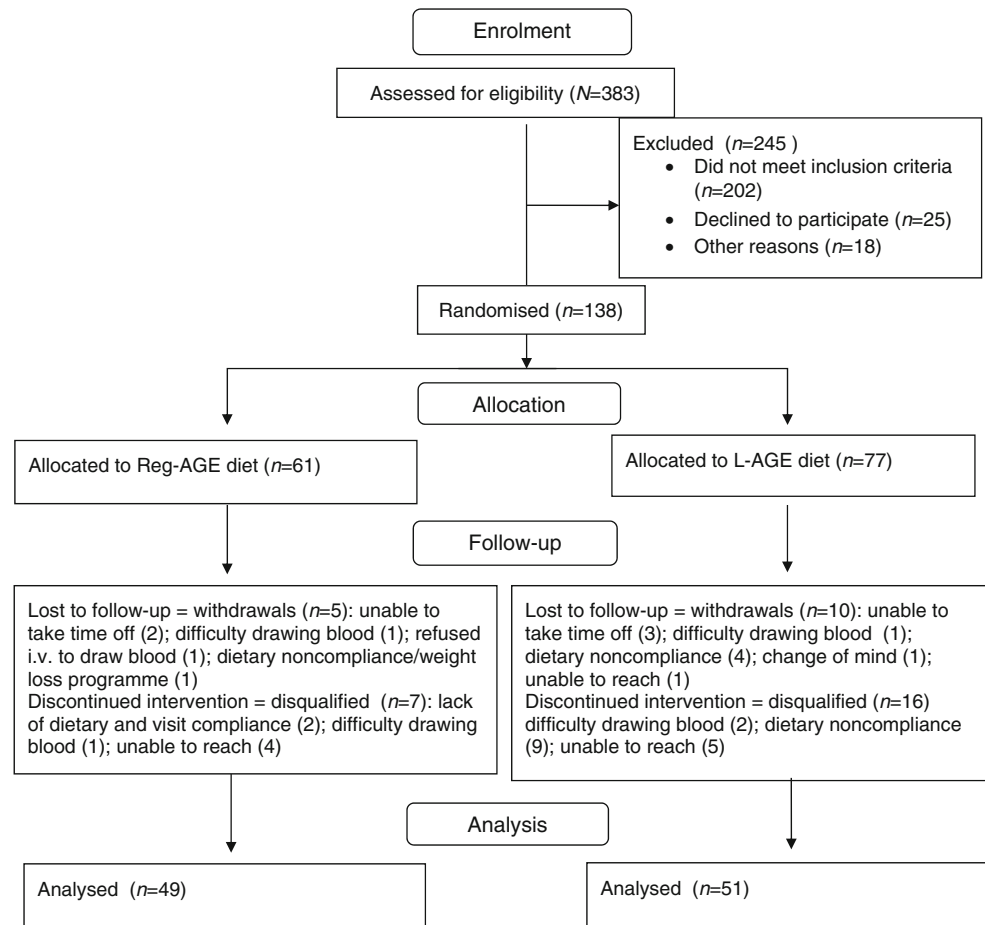 Enrolment
Assessed for eligibility (N=383)
Excluded (n=245 )
• Did not meet inclusion criteria
(n=202)
• Declined to participate (n=25)
• Other reasons (n=18)
Randomised (n=138)
Allocation
Allocated to Reg-AGE diet (n=61)
Allocated to L-AGE diet (n=77)
Follow-up
Lost to follow-up = withdrawals (n=5): unable to
take time off (2); difficulty drawing blood (1); refused
i.v. to draw blood (1); dietary noncompliance/weight
loss programme (1)
Discontinued intervention = disqualified (n=7): lack
of dietary and visit compliance (2); difficulty drawing
blood (1); unable to reach (4)
Lost to follow-up = withdrawals (n=10): unable to
take time off (3); difficulty drawing blood (1);
dietary noncompliance (4); change of mind (1);
unable to reach (1)
Discontinued intervention = disqualified (n=16)
difficulty drawing blood (2); dietary noncompliance
(9); unable to reach (5)
Analysis
Analysed (n=49)
Analysed (n=51)